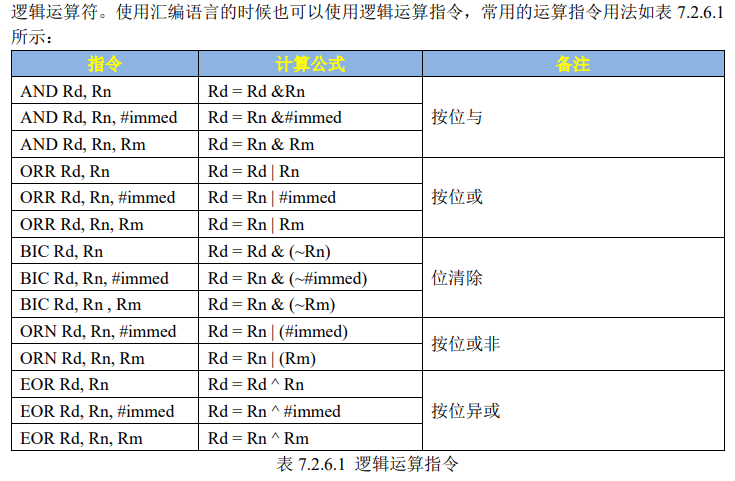 逻辑运算符。使用汇编语言的时候也可以使用逻辑运算指令，常用的运算指令用法如表 7.2.6.1
所示：
指令 计算公式 备注
AND Rd, Rn Rd = Rd &Rn
AND Rd, Rn, #immed Rd = Rn &#immed 按位与
AND Rd, Rn, Rm Rd = Rn & Rm
ORR Rd, Rn Rd = Rd | Rn
ORR Rd, Rn, #immed Rd = Rn | #immed 按位或
ORR Rd, Rn, Rm Rd = Rn | Rm
BIC Rd, Rn Rd = Rd & (~Rn)
BIC Rd, Rn, #immed Rd = Rn & (~#immed) 位清除
BIC Rd, Rn , Rm Rd = Rn & (~Rm)
ORN Rd, Rn, #immed Rd = Rn | (#immed) 按位或非
ORN Rd, Rn, Rm Rd = Rn | (Rm)
EOR Rd, Rn Rd = Rd ^ Rn
EOR Rd, Rn, #immed Rd = Rn ^ #immed 按位异或
EOR Rd, Rn, Rm Rd = Rn ^ Rm
表 7.2.6.1 逻辑运算指令